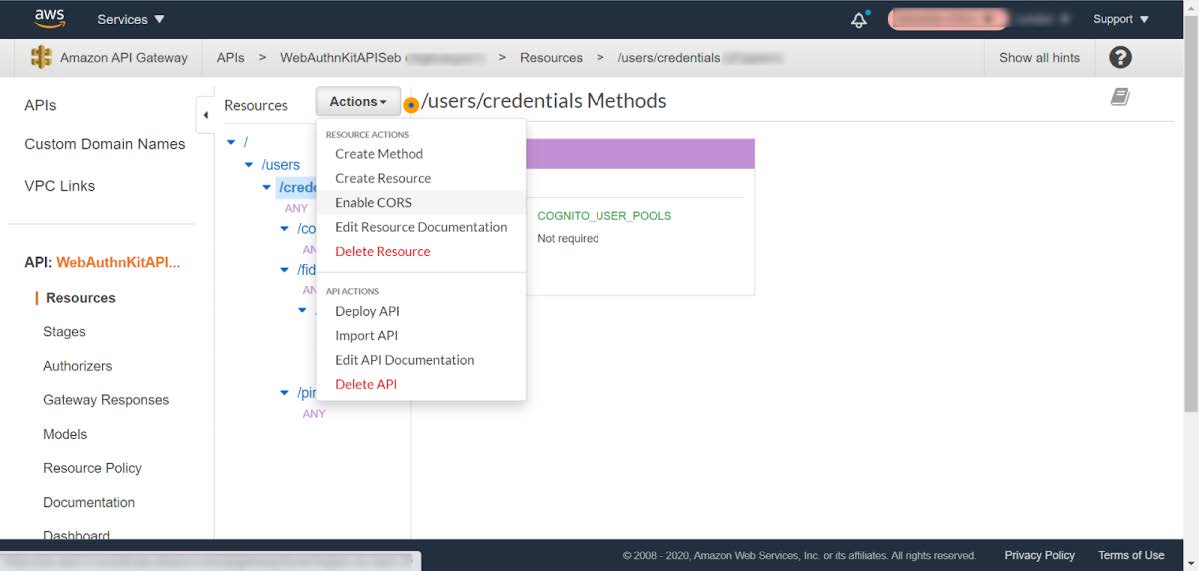 aws Services Support
Amazon API Gateway APIs > WebAuthnKitAPISeb > Resources > /users/credentials Show all hints ?
APIs
Custom Domain Names
VPC Links
API: WebAuthnKitAPI...
Resources
Stages
Authorizers
Gateway Responses
Models
Resource Policy
Documentation
Dashboard
Resources
Actions
/users/credentials Methods
/
/users
/crede
ANY
/co
AN
/fid
AN
/pin
ANY
RESOURCE ACTIONS
Create Method
Create Resource
Enable CORS
Edit Resource Documentation
Delete Resource
API ACTIONS
Deploy API
Import API
Edit API Documentation
Delete API
COGNITO_USER_POOLS
Not required
© 2008 - 2020, Amazon Web Services, Inc. or its affiliates. All rights reserved. Privacy Policy Terms of Use